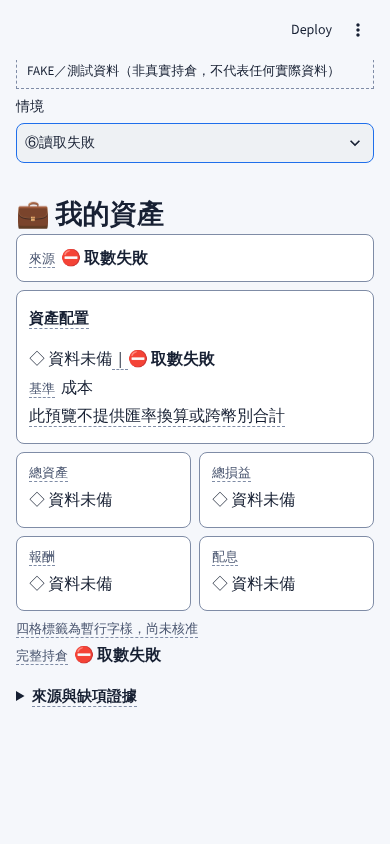 Deploy
FAKE／測試資料（非真實持倉，不代表任何實際資料）
情境
⑥讀取失敗
💼 我的資產
來源 ⛔ 取數失敗
資產配置
◇ 資料未備｜⛔ 取數失敗
基準 成本
此預覽不提供匯率換算或跨幣別合計
總資產
◇ 資料未備
總損益
◇ 資料未備
報酬
◇ 資料未備
配息
◇ 資料未備
四格標籤為暫行字樣，尚未核准
完整持倉 ⛔ 取數失敗
▶ 來源與缺項證據